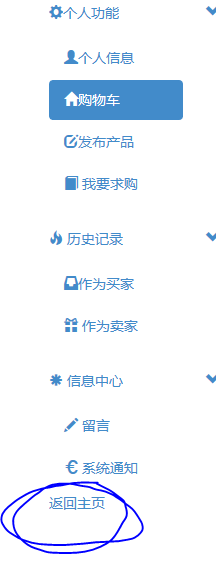 个人功能
个人信息
购物车
发布产品
我要求购
历史记录
作为买家
作为卖家
信息中心
留言
系统通知
返回主页